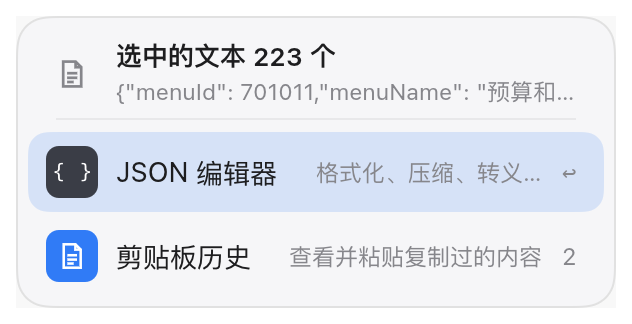 选中的文本 223 个
{"menuId": 701011,"menuName": "预算和...
{ } JSON 编辑器 格式化、压缩、转义... ↩
剪贴板历史 查看并粘贴复制过的内容 2